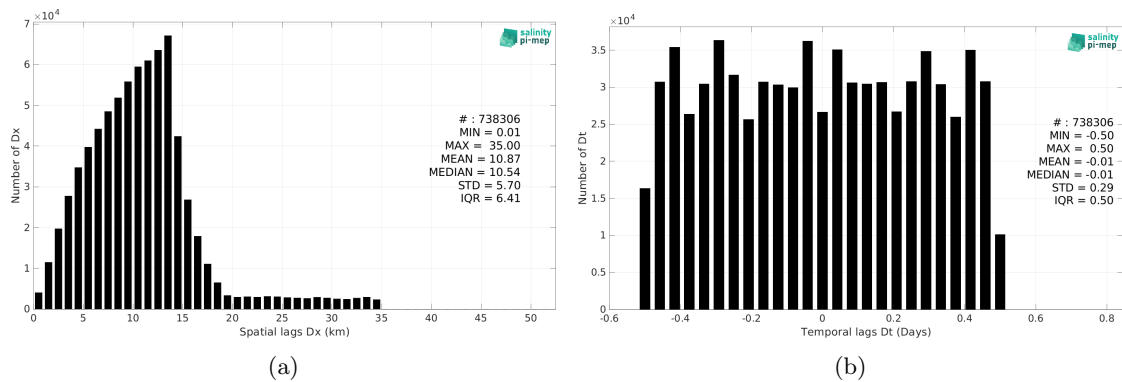 ×10⁴
7
6
5
4
3
2
1
0
Number of Dx
0 5 10 15 20 25 30 35 40 45 50
Spatial lags Dx (km)
salinity
pi-mep
# : 738306
MIN = 0.01
MAX = 35.00
MEAN = 10.87
MEDIAN = 10.54
STD = 5.70
IQR = 6.41
(a)
×10⁴
3.5
3
2.5
2
1.5
1
0.5
0
Number of Dt
-0.6 -0.4 -0.2 0 0.2 0.4 0.6 0.8
Temporal lags Dt (Days)
salinity
pi-mep
# : 738306
MIN = -0.50
MAX = 0.50
MEAN = -0.01
MEDIAN = -0.01
STD = 0.29
IQR = 0.50
(b)